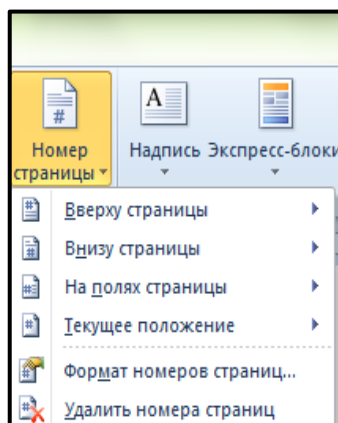 Номер страницы
Надпись
Экспресс-блоки
Вверху страницы
Внизу страницы
На полях страницы
Текущее положение
Формат номеров страниц...
Удалить номера страниц